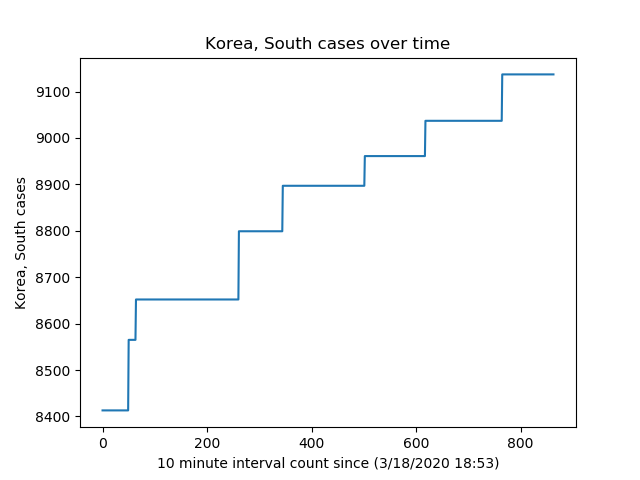 Korea, South cases over time
9100
9000
8900
8800
8700
8600
8500
8400
Korea, South cases
0 200 400 600 800
10 minute interval count since (3/18/2020 18:53)